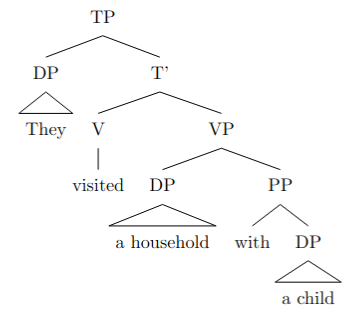 TP
DP T'
They V VP
visited DP PP
a household with DP
a child